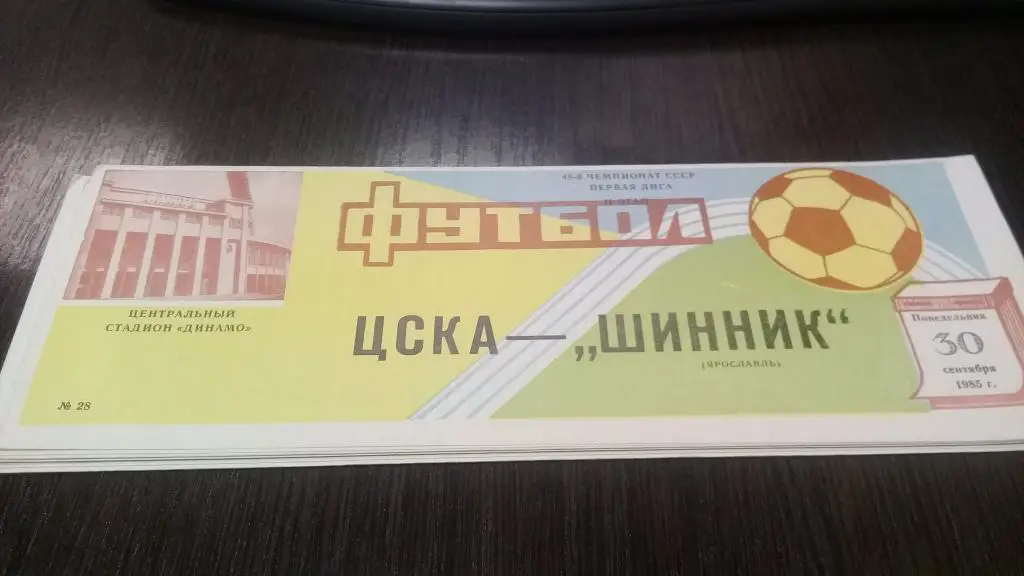 48-й ЧЕМПИОНАТ СССР
ПЕРВАЯ ЛИГА
II ЭТАП
ФУТБОЛ
ЦЕНТРАЛЬНЫЙ
СТАДИОН «ДИНАМО»
ЦСКА — „ШИННИК“
(ЯРОСЛАВЛЬ)
Понедельник
30
сентября
1985 г.
№ 28